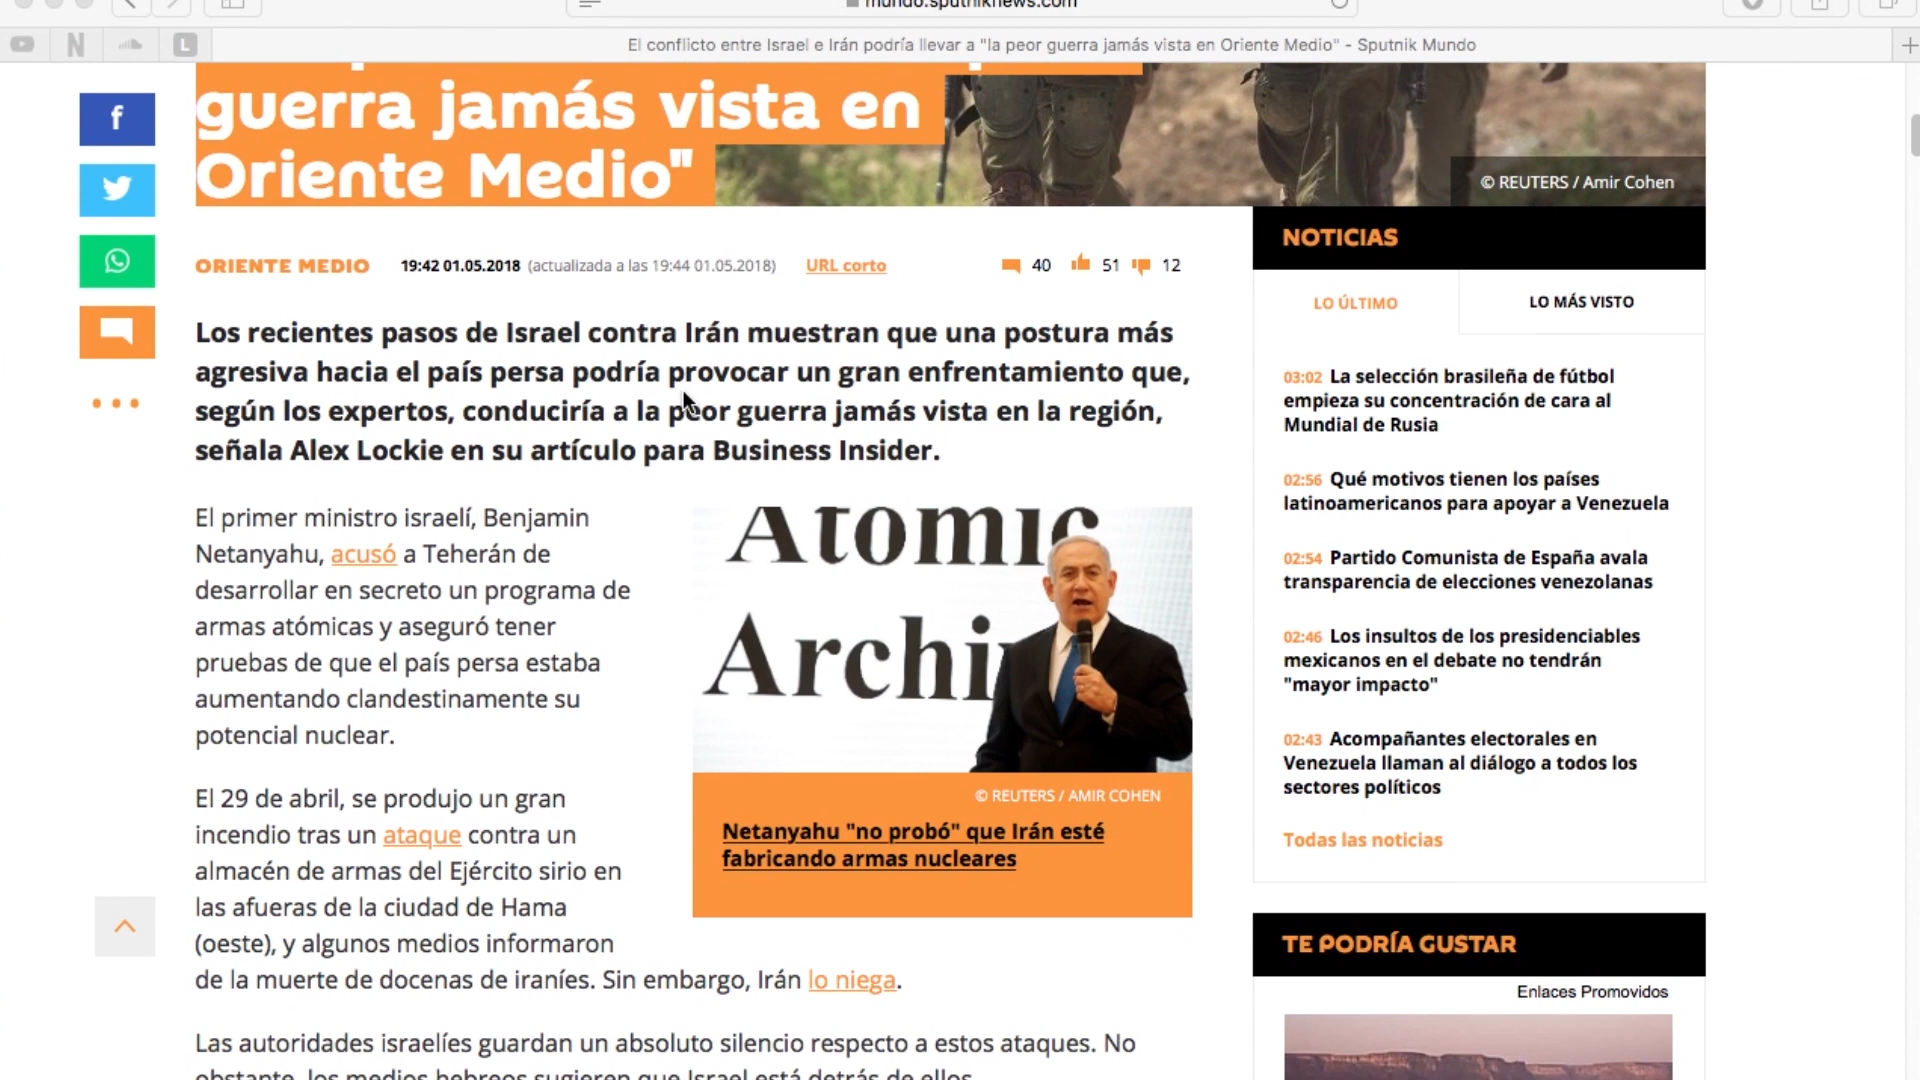 mundo.sputniknews.com
N
L
El conflicto entre Israel e Irán podría llevar a "la peor guerra jamás vista en Oriente Medio" - Sputnik Mundo
guerra jamás vista en
Oriente Medio"
© REUTERS / Amir Cohen
f
ORIENTE MEDIO 19:42 01.05.2018 (actualizada a las 19:44 01.05.2018) URL corto 40 51 12
Los recientes pasos de Israel contra Irán muestran que una postura más
agresiva hacia el país persa podría provocar un gran enfrentamiento que,
según los expertos, conduciría a la peor guerra jamás vista en la región,
señala Alex Lockie en su artículo para Business Insider.
El primer ministro israelí, Benjamin
Netanyahu, acusó a Teherán de
desarrollar en secreto un programa de
armas atómicas y aseguró tener
pruebas de que el país persa estaba
aumentando clandestinamente su
potencial nuclear.
Atomic
Archi
© REUTERS / AMIR COHEN
Netanyahu "no probó" que Irán esté
fabricando armas nucleares
El 29 de abril, se produjo un gran
incendio tras un ataque contra un
almacén de armas del Ejército sirio en
las afueras de la ciudad de Hama
(oeste), y algunos medios informaron
de la muerte de docenas de iraníes. Sin embargo, Irán lo niega.
Las autoridades israelíes guardan un absoluto silencio respecto a estos ataques. No
obstante, los medios hebreos sugieren que Israel está detrás de ellos.
NOTICIAS
LO ÚLTIMO
LO MÁS VISTO
03:02 La selección brasileña de fútbol
empieza su concentración de cara al
Mundial de Rusia
02:56 Qué motivos tienen los países
latinoamericanos para apoyar a Venezuela
02:54 Partido Comunista de España avala
transparencia de elecciones venezolanas
02:46 Los insultos de los presidenciables
mexicanos en el debate no tendrán
"mayor impacto"
02:43 Acompañantes electorales en
Venezuela llaman al diálogo a todos los
sectores políticos
Todas las noticias
TE PODRÍA GUSTAR
Enlaces Promovidos